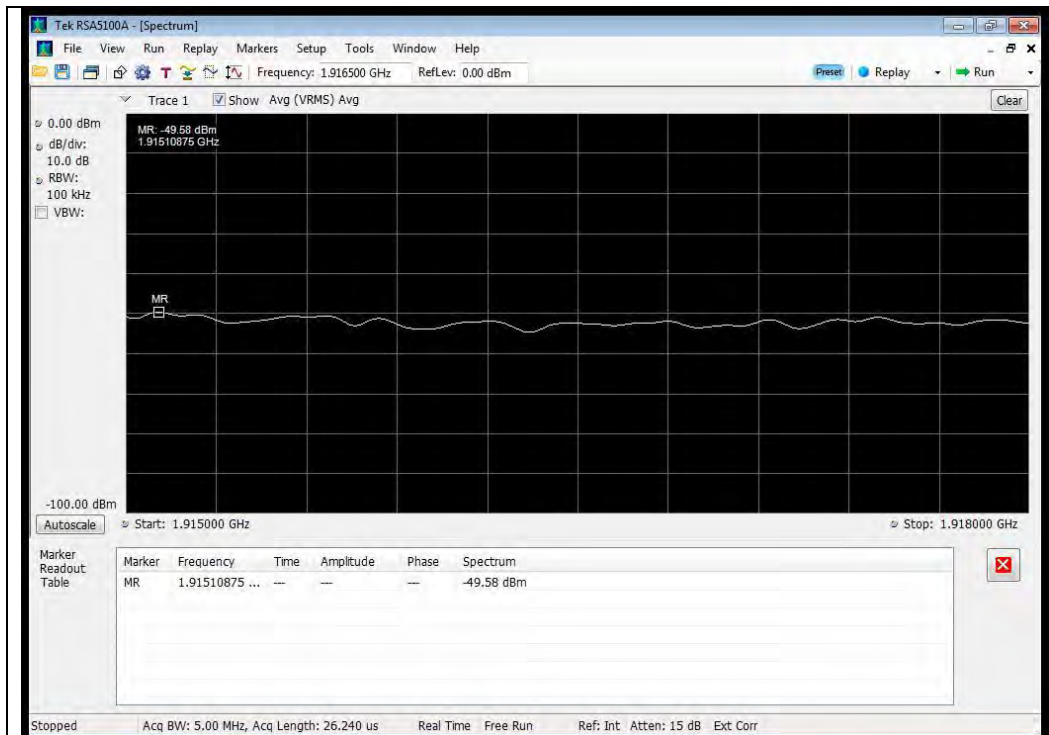 Tek RSA5100A - [Spectrum]
File View Run Replay Markers Setup Tools Window Help
T Frequency: 1.916500 GHz RefLev: 0.00 dBm Preset Replay Run
Trace 1 Show Avg (VRMS) Avg Clear
0.00 dBm
dB/div:
10.0 dB
RBW:
100 kHz
VBW:
MR: -49.58 dBm
1.91510875 GHz
MR
-100.00 dBm
Autoscale Start: 1.915000 GHz Stop: 1.918000 GHz
Marker
Readout
Table
Marker Frequency Time Amplitude Phase Spectrum
MR 1.91510875 ... --- --- --- -49.58 dBm
Stopped Acq BW: 5.00 MHz, Acq Length: 26.240 us Real Time Free Run Ref: Int Atten: 15 dB Ext Corr